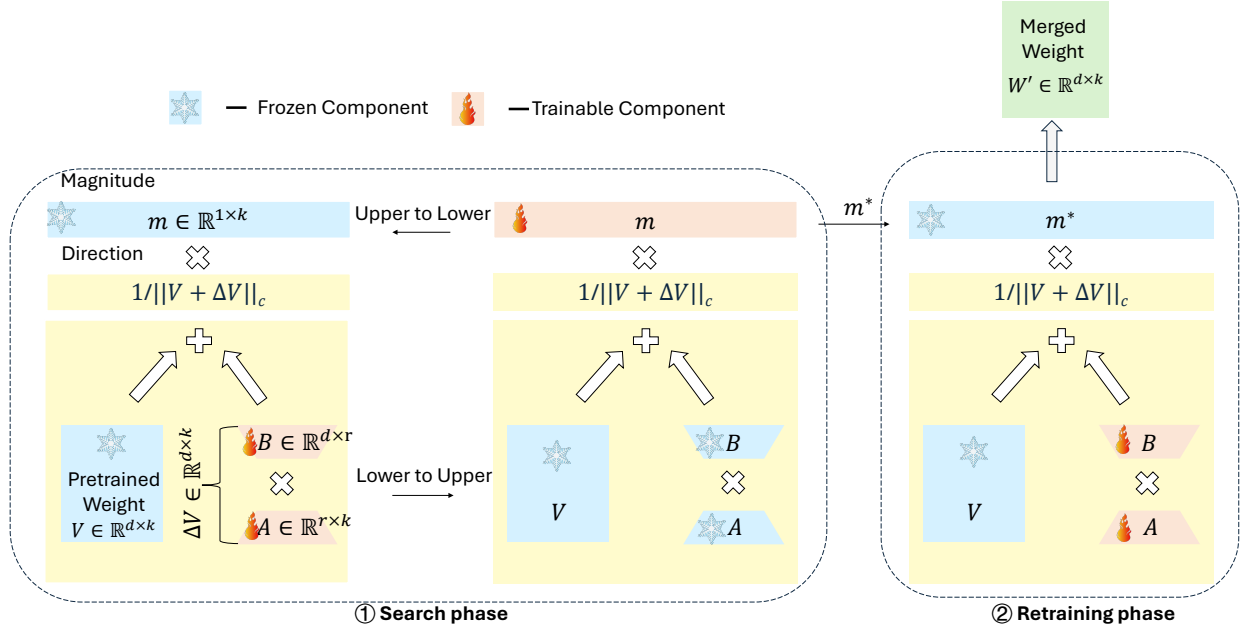 Merged
Weight
W′ ∈ ℝ^{d×k}
— Frozen Component
— Trainable Component
Magnitude
m ∈ ℝ^{1×k}
Upper to Lower
m
m*
m*
Direction
1/||V + ΔV||_c
1/||V + ΔV||_c
1/||V + ΔV||_c
Pretrained
Weight
V ∈ ℝ^{d×k}
ΔV ∈ ℝ^{d×k}
B ∈ ℝ^{d×r}
A ∈ ℝ^{r×k}
Lower to Upper
V
B
A
V
B
A
① Search phase
② Retraining phase